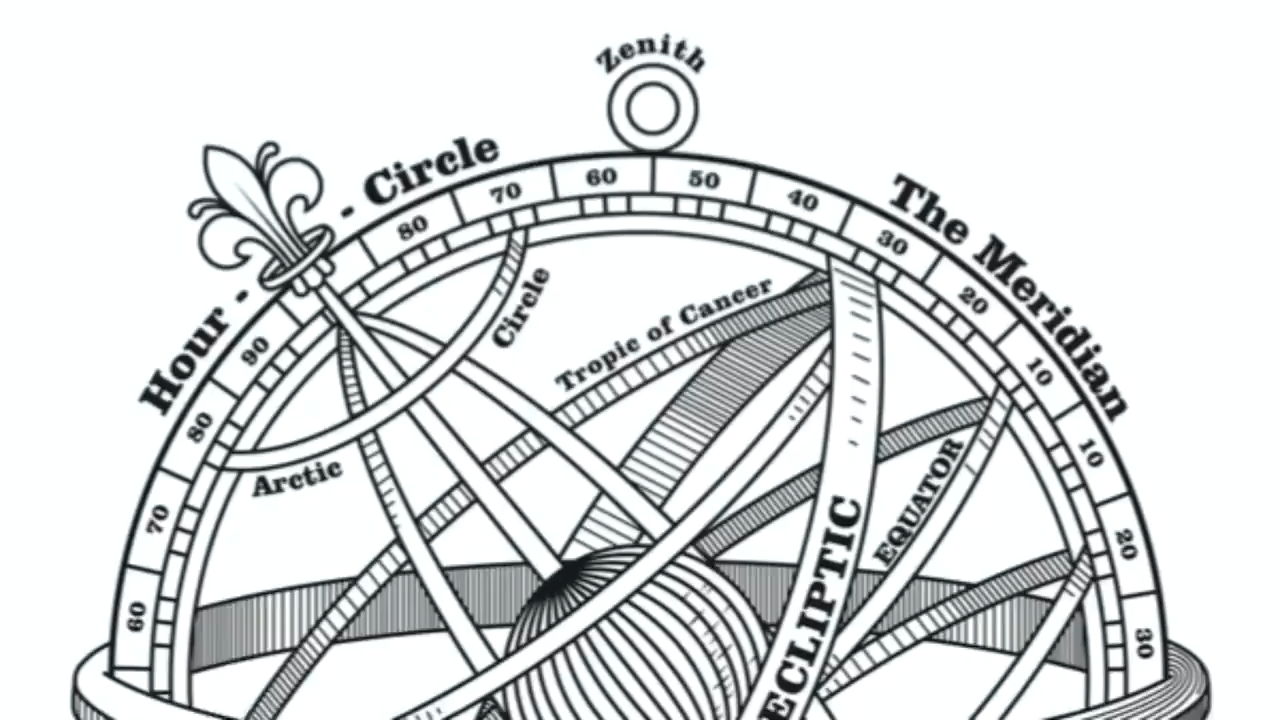 Zenith
Hour - - Circle
The Meridian
60
70
80
90
80
70
60
50
40
30
20
10
10
20
30
Arctic Circle
Tropic of Cancer
EQUATOR
ECLIPTIC